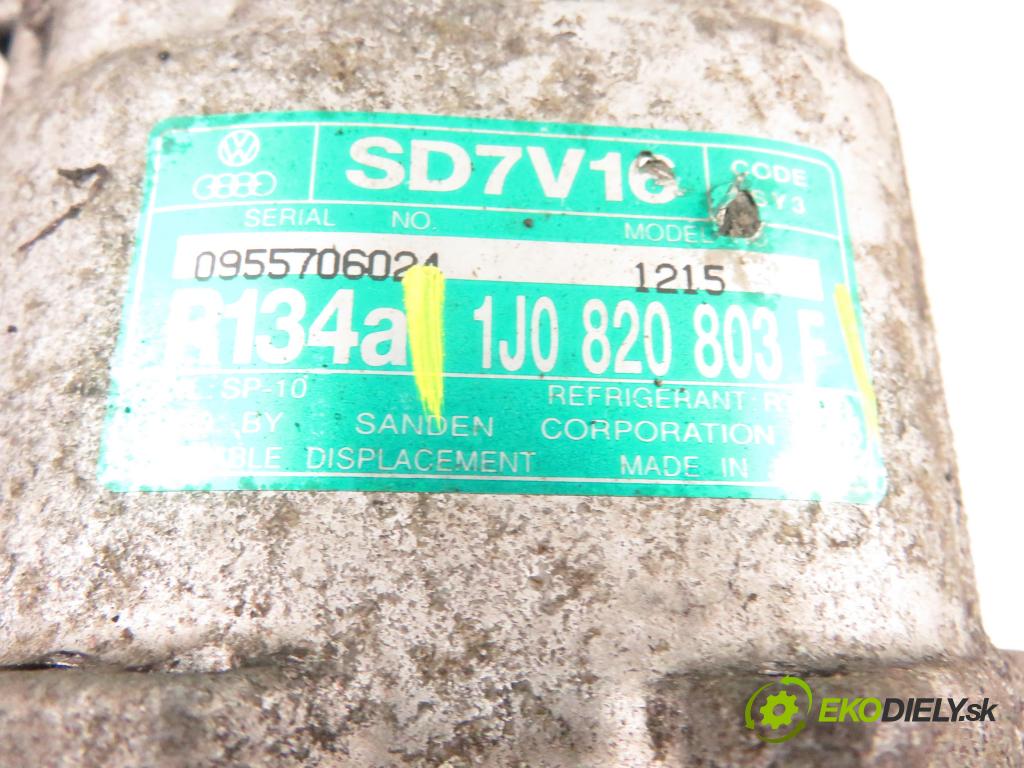 SD7V16 CODE
SY3
SERIAL NO. MODEL
0955706024 1215
R134a 1J0 820 803 F
SP-10 REFRIGERANT
BY SANDEN CORPORATION
DISPLACEMENT MADE IN
EKODIELY.sk